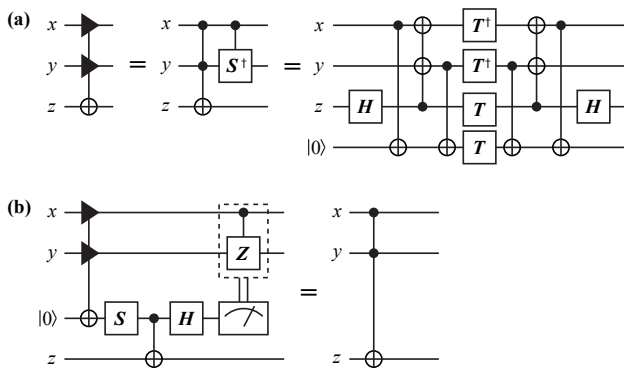 (a) x x x T†
y = y S† = y T†
z z z H T H
|0⟩ T
(b) x x
y Z y
|0⟩ S H =
z z